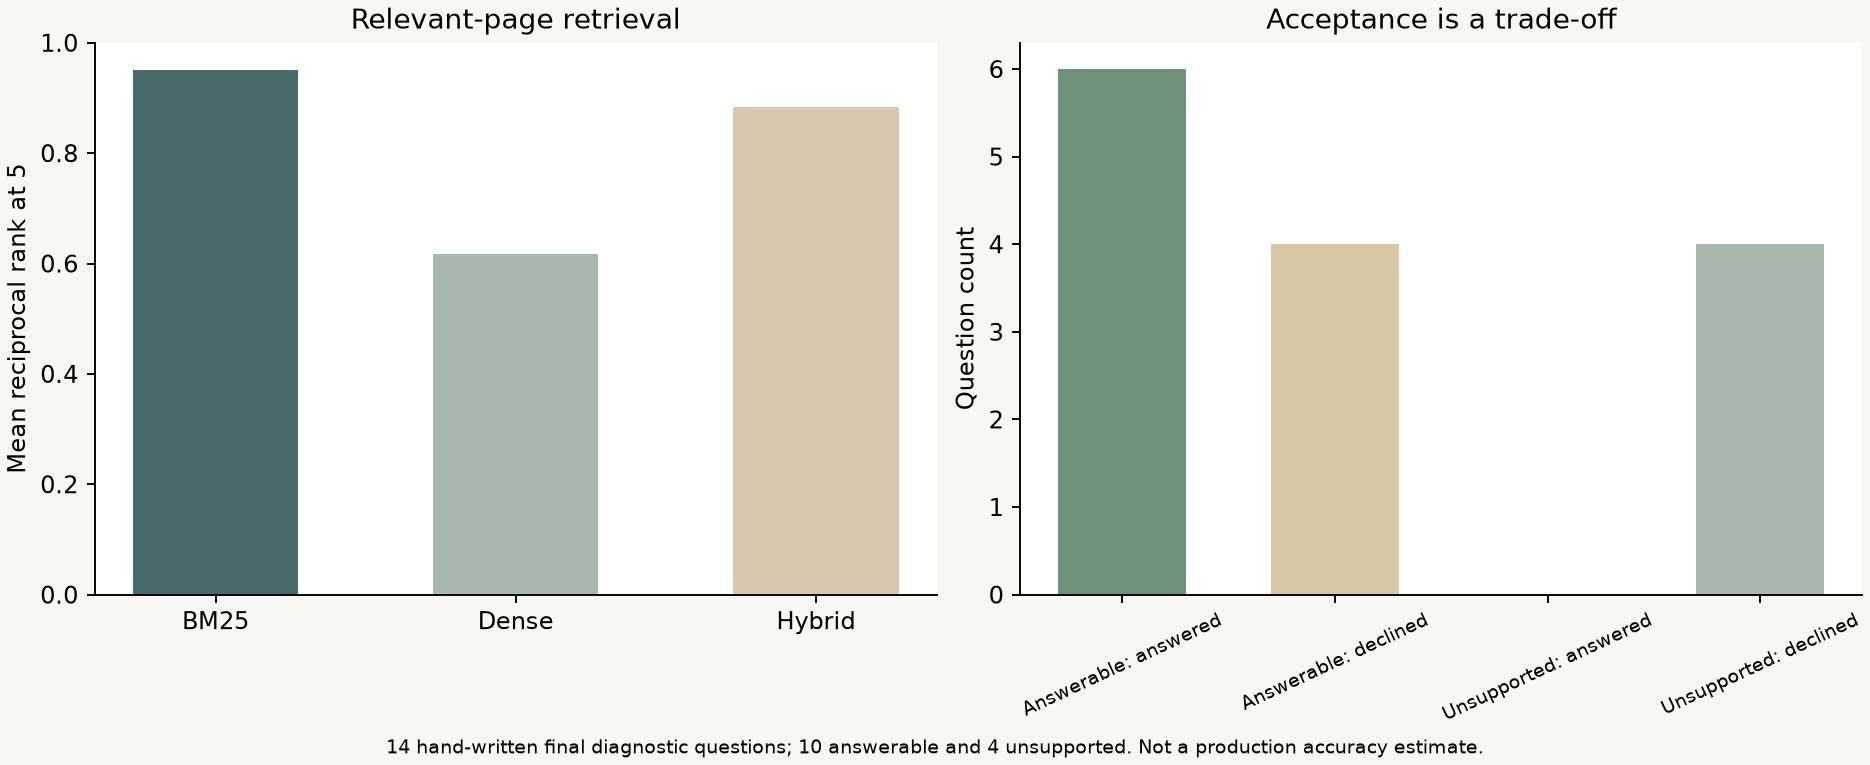 Relevant-page retrieval
Mean reciprocal rank at 5
1.0
0.8
0.6
0.4
0.2
0.0
BM25
Dense
Hybrid
Acceptance is a trade-off
Question count
6
5
4
3
2
1
0
Answerable: answered
Answerable: declined
Unsupported: answered
Unsupported: declined
14 hand-written final diagnostic questions; 10 answerable and 4 unsupported. Not a production accuracy estimate.